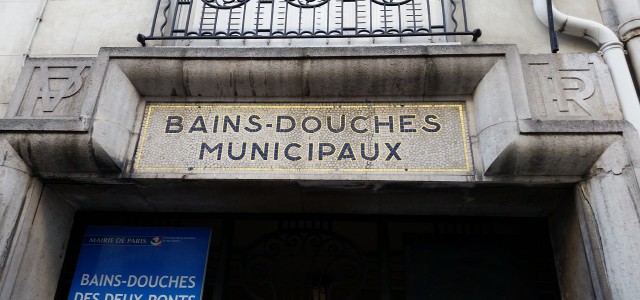 BAINS-DOUCHES
MUNICIPAUX
MAIRIE DE PARIS
BAINS-DOUCHES
DES DEUX PONTS